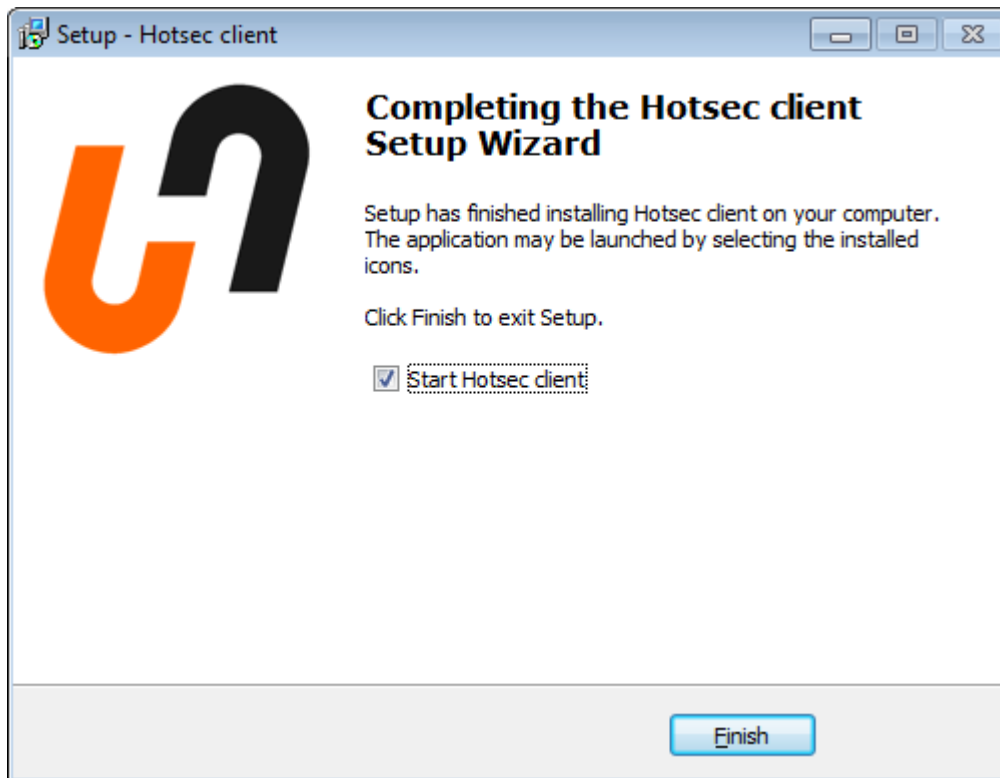 Setup - Hotsec client
Completing the Hotsec client
Setup Wizard
Setup has finished installing Hotsec client on your computer.
The application may be launched by selecting the installed
icons.
Click Finish to exit Setup.
Start Hotsec client
Finish